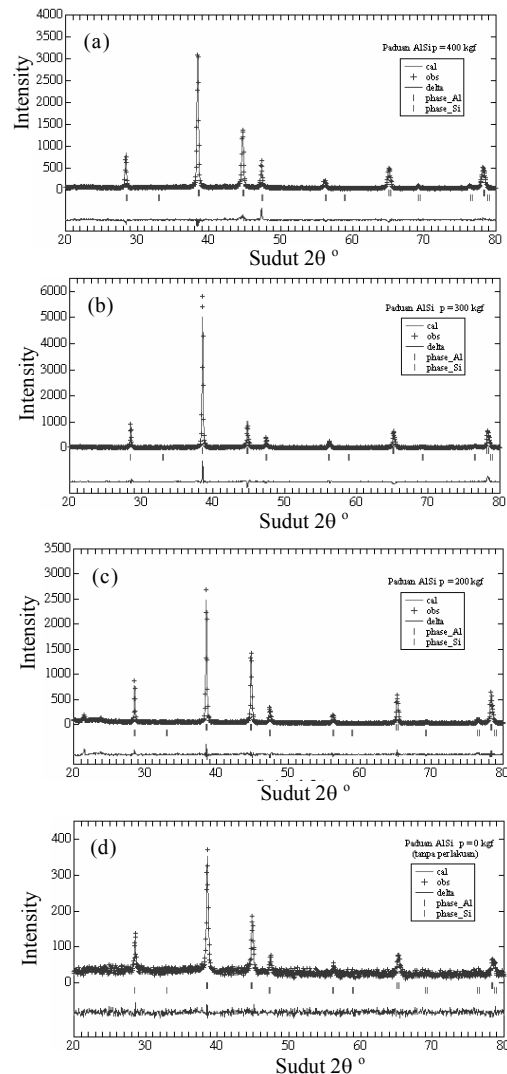 4000
(a)
Paduan AlSi p = 400 kgf
3500
3000
cal
obs
delta
phase_Al
phase_Si
2500
2000
1500
1000
500
0
Intensity
20 30 40 50 60 70 80
Sudut 2θ °
(b)
Paduan AlSi p = 300 kgf
6000
5000
cal
obs
delta
phase_Al
phase_Si
4000
3000
2000
1000
0
Intensity
20 30 40 50 60 70 80
Sudut 2θ °
3500
(c)
Paduan AlSi p = 200 kgf
3000
2500
cal
obs
delta
phase_Al
phase_Si
2000
1500
1000
500
0
Intensity
20 30 40 50 60 70 80
Sudut 2θ °
(d)
Paduan AlSi p = 0 kgf
(tanpa perlakuan)
400
cal
obs
delta
phase_Al
phase_Si
300
200
100
0
Intensity
20 30 40 50 60 70 80
Sudut 2θ °